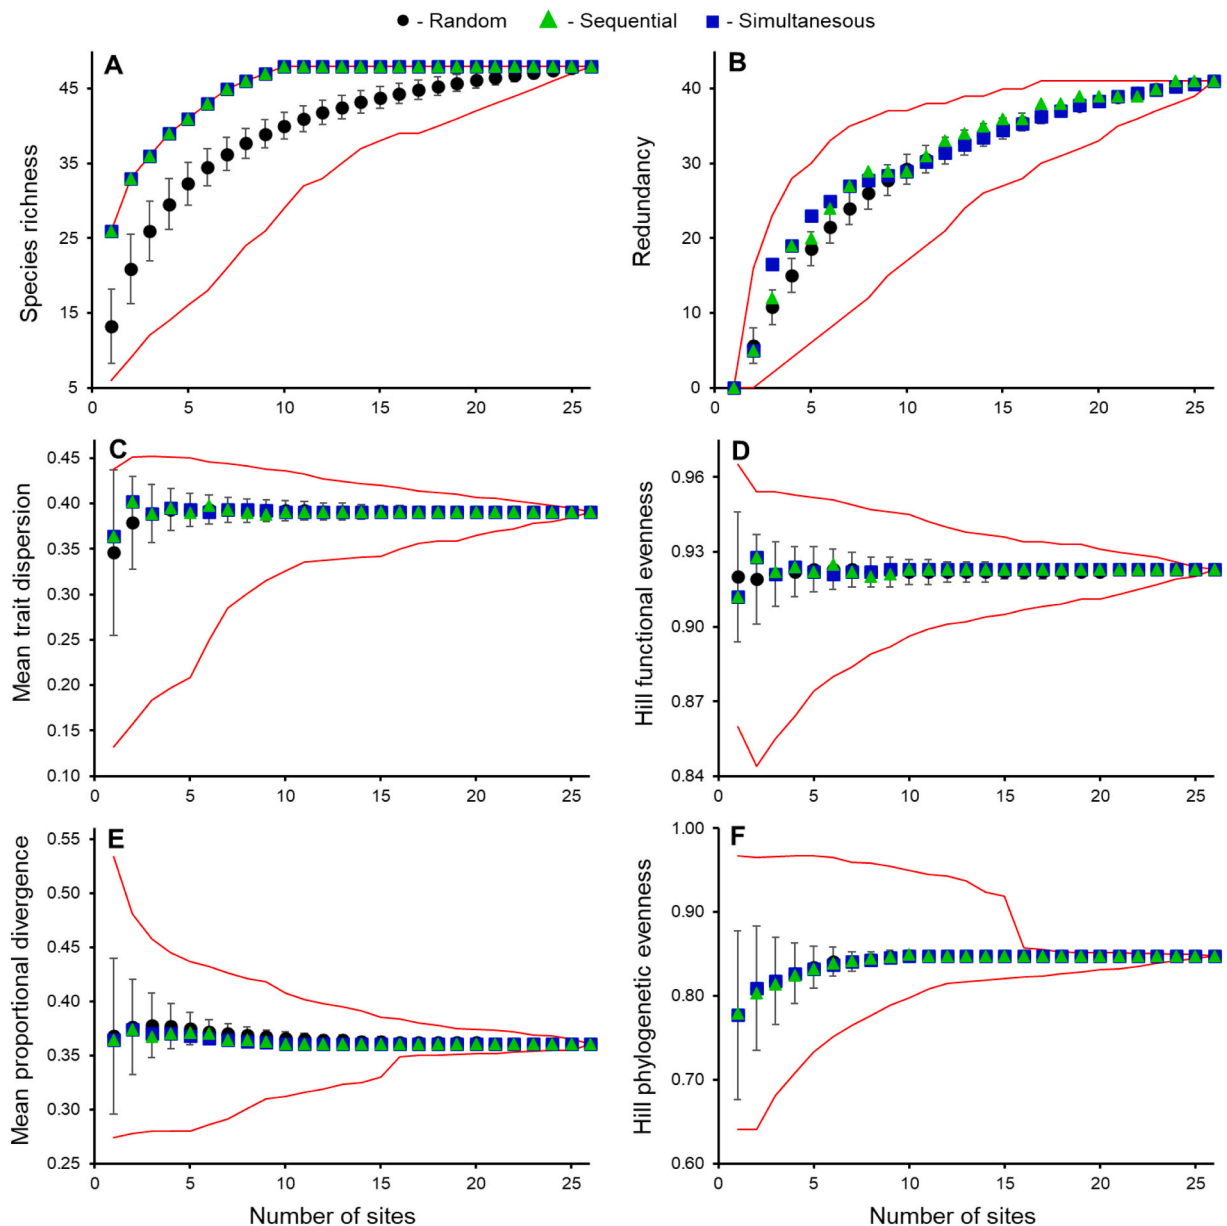 - Random - Sequential - Simultanesous
A
Species richness
45
35
25
15
5
0 5 10 15 20 25
B
Redundancy
40
30
20
10
0
0 5 10 15 20 25
C
Mean trait dispersion
0.45
0.40
0.35
0.30
0.25
0.20
0.15
0.10
0 5 10 15 20 25
D
Hill functional evenness
0.96
0.93
0.90
0.87
0.84
0 5 10 15 20 25
E
Mean proportional divergence
0.55
0.50
0.45
0.40
0.35
0.30
0.25
0 5 10 15 20 25
Number of sites
F
Hill phylogenetic evenness
1.00
0.90
0.80
0.70
0.60
0 5 10 15 20 25
Number of sites